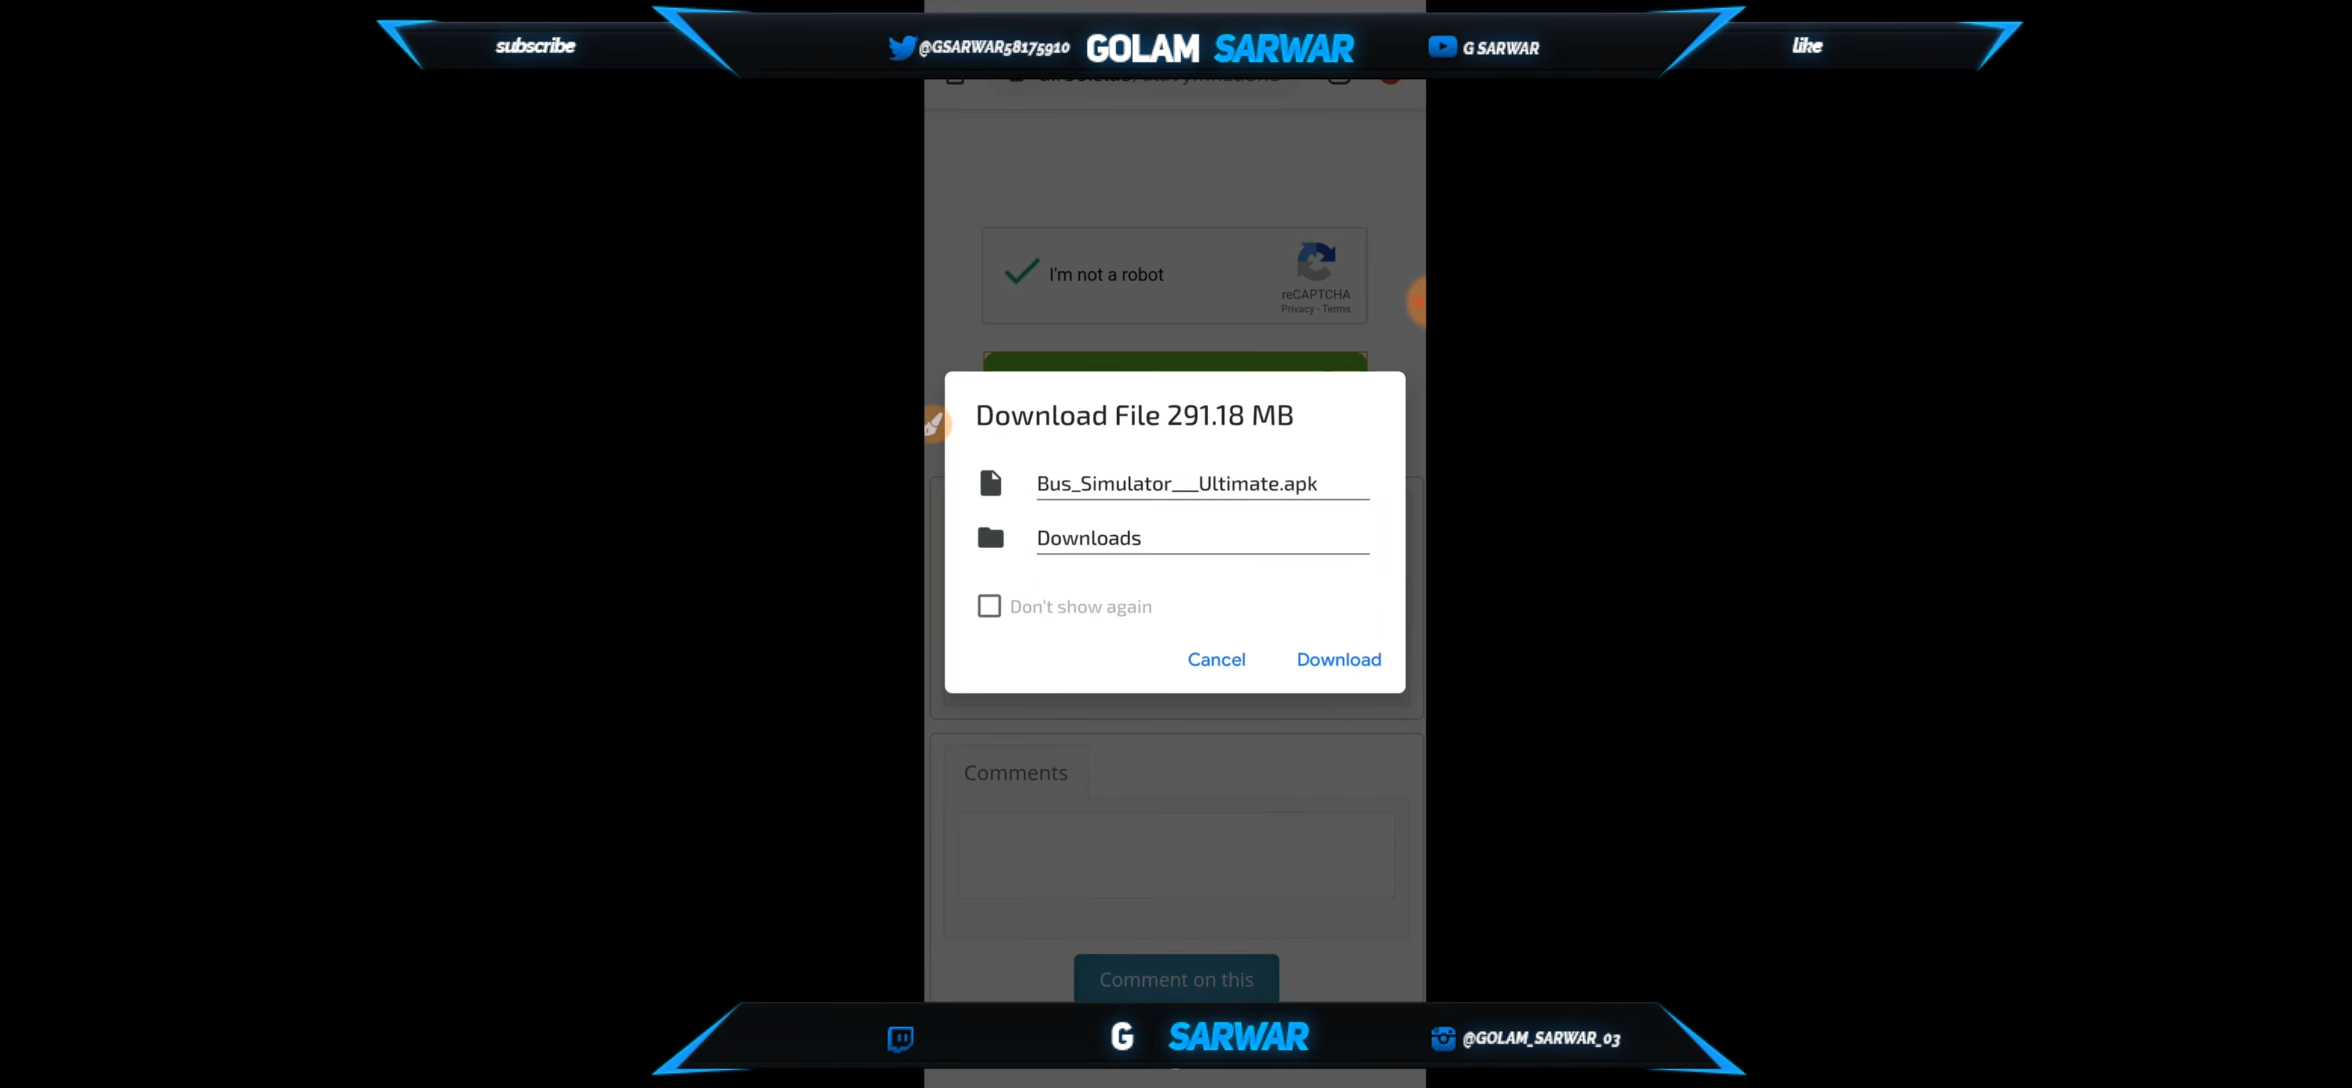 subscribe
@GSARWAR58175910 GOLAM SARWAR G SARWAR
like
I'm not a robot
reCAPTCHA
Privacy - Terms
Download File 291.18 MB
Bus_Simulator___Ultimate.apk
Downloads
Don't show again
Cancel Download
Comments
Comment on this
G SARWAR @GOLAM_SARWAR_03